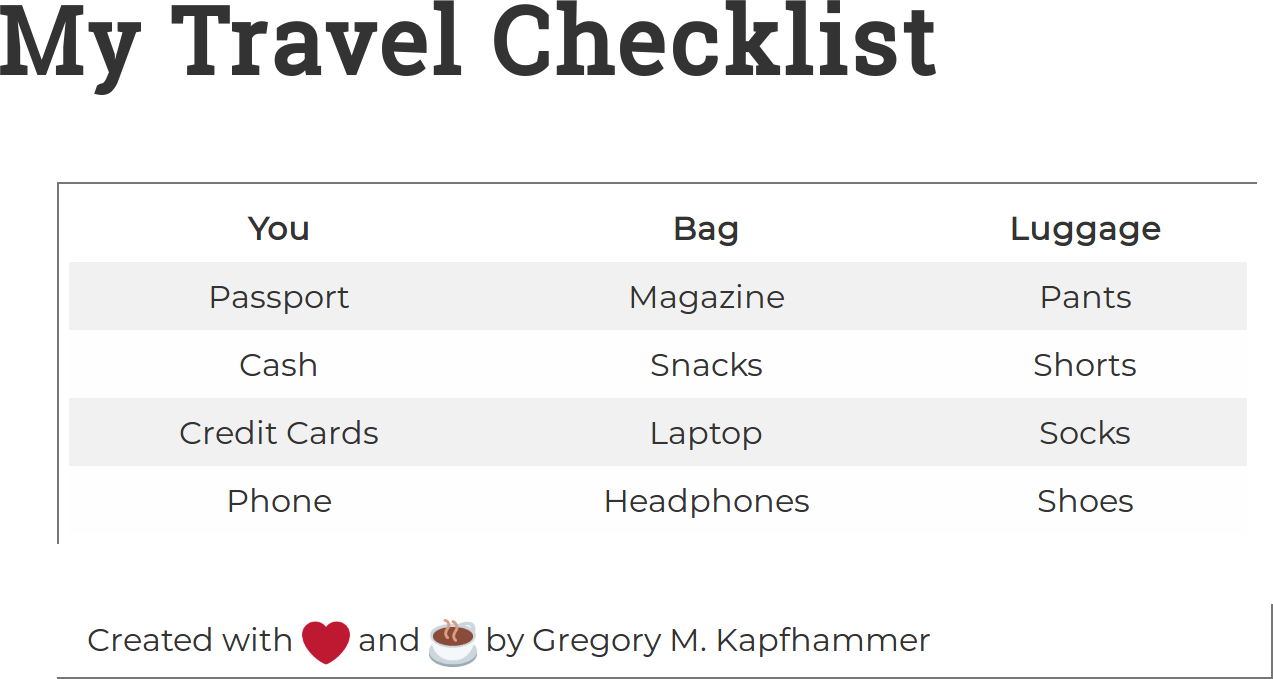 My Travel Checklist
You Bag Luggage
Passport Magazine Pants
Cash Snacks Shorts
Credit Cards Laptop Socks
Phone Headphones Shoes
Created with ❤️ and ☕ by Gregory M. Kapfhammer